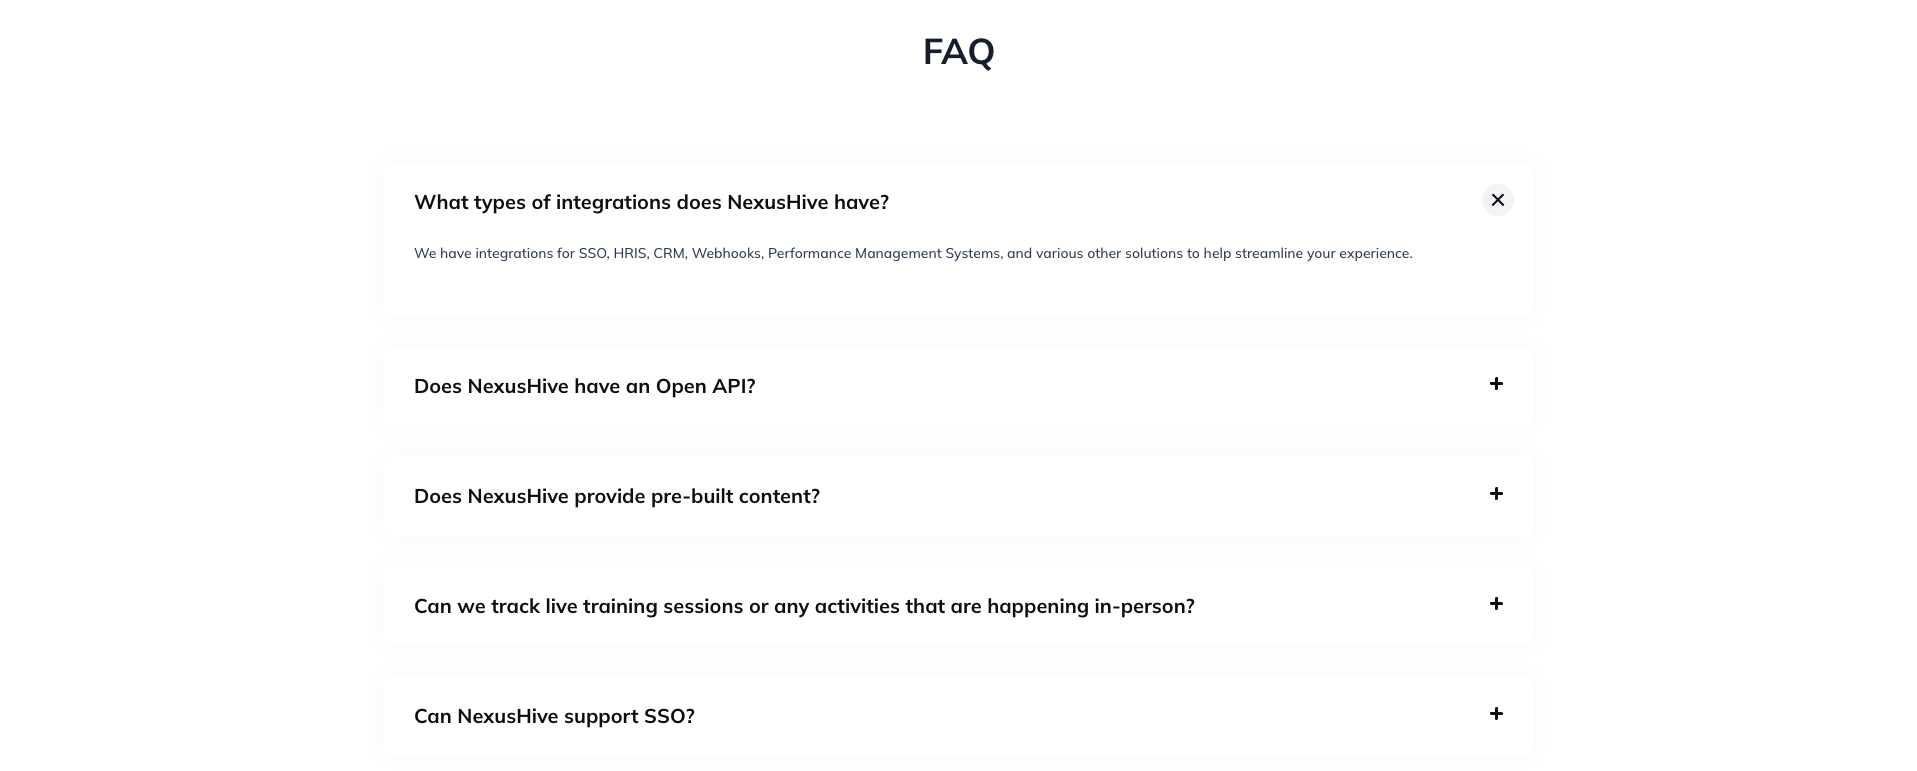 FAQ
What types of integrations does NexusHive have?
We have integrations for SSO, HRIS, CRM, Webhooks, Performance Management Systems, and various other solutions to help streamline your experience.
Does NexusHive have an Open API?
Does NexusHive provide pre-built content?
Can we track live training sessions or any activities that are happening in-person?
Can NexusHive support SSO?